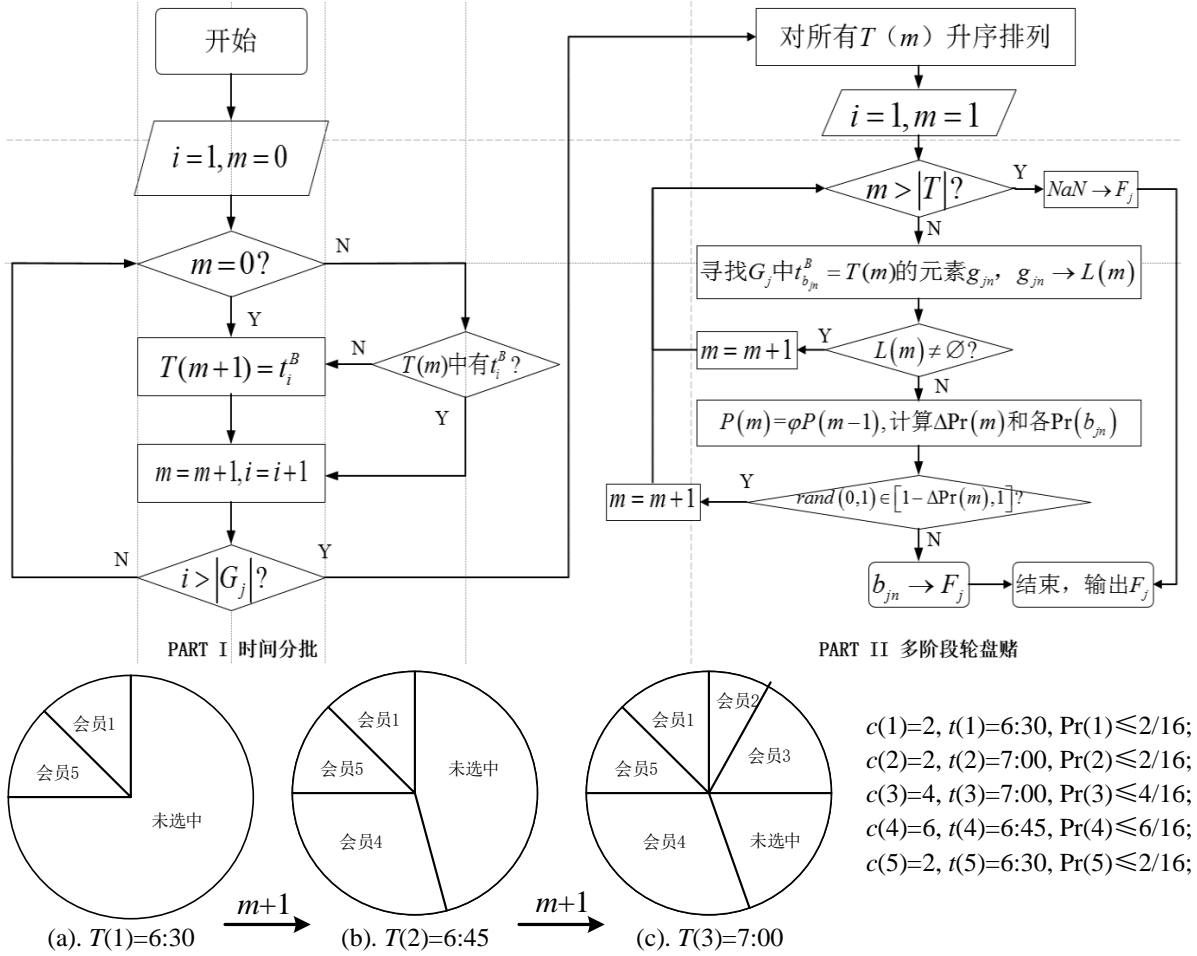 开始
i=1,m=0
m=0?
N
Y
T(m+1)=t_i^B
N
T(m)中有t_i^B?
Y
m=m+1,i=i+1
N
i>|G_j|?
Y
PART I 时间分批
对所有T（m）升序排列
i=1,m=1
m>|T|?
Y
NaN→F_j
N
寻找G_j中t_{b_{jn}}^B=T(m)的元素g_{jn}，g_{jn}→L(m)
m=m+1
Y
L(m)≠∅?
N
P(m)=φP(m−1),计算ΔPr(m)和各Pr(b_{jn})
Y
m=m+1
rand(0,1)∈[1−ΔPr(m),1]?
N
b_{jn}→F_j
结束，输出F_j
PART II 多阶段轮盘赌
会员1
会员5
未选中
(a). T(1)=6:30
m+1
会员1
会员5
未选中
会员4
(b). T(2)=6:45
m+1
会员2
会员1
会员3
会员5
会员4
未选中
(c). T(3)=7:00
c(1)=2, t(1)=6:30, Pr(1)≤2/16;
c(2)=2, t(2)=7:00, Pr(2)≤2/16;
c(3)=4, t(3)=7:00, Pr(3)≤4/16;
c(4)=6, t(4)=6:45, Pr(4)≤6/16;
c(5)=2, t(5)=6:30, Pr(5)≤2/16;